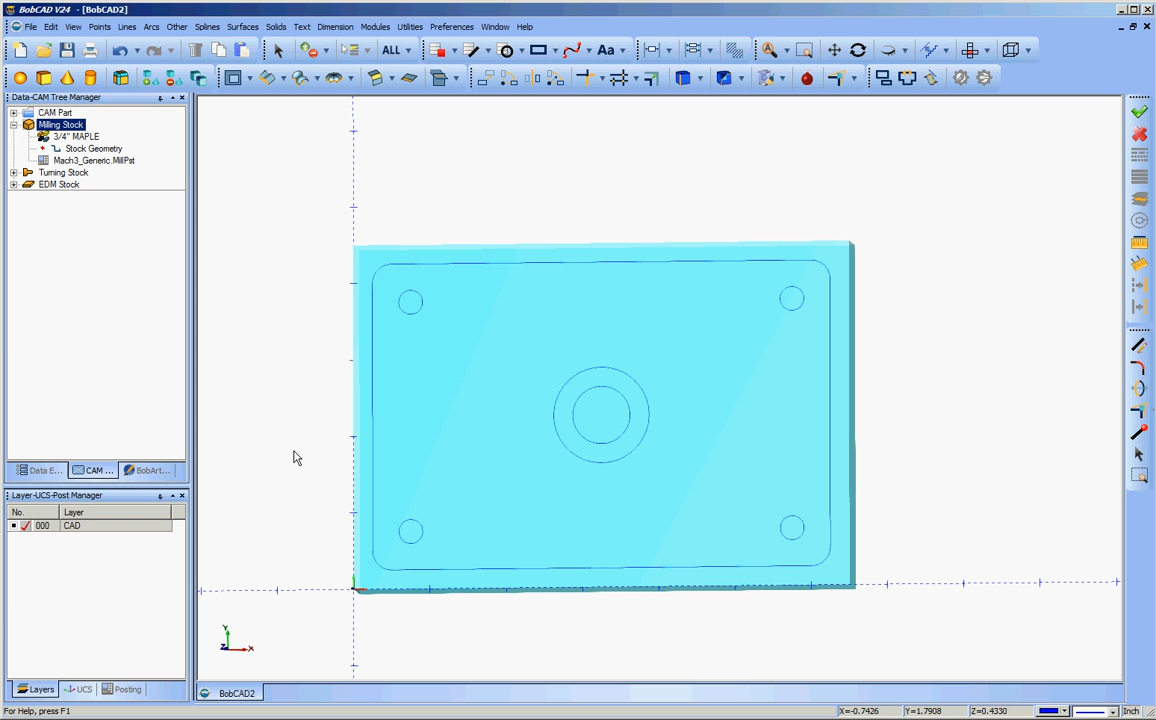 BobCAD V24 - [BobCAD2]
File Edit View Points Lines Arcs Other Splines Surfaces Solids Text Dimension Modules Utilities Preferences Window Help
ALL Aa
Data-CAM Tree Manager
CAM Part
Milling Stock
3/4" MAPLE
Stock Geometry
Mach3_Generic.MillPst
Turning Stock
EDM Stock
Data E... CAM ... BobArt...
Layer-UCS-Post Manager
No. Layer
000 CAD
Y
Z X
Layers UCS Posting
BobCAD2
For Help, press F1 X=-0.7426 Y=1.7908 Z=0.4330 Inch